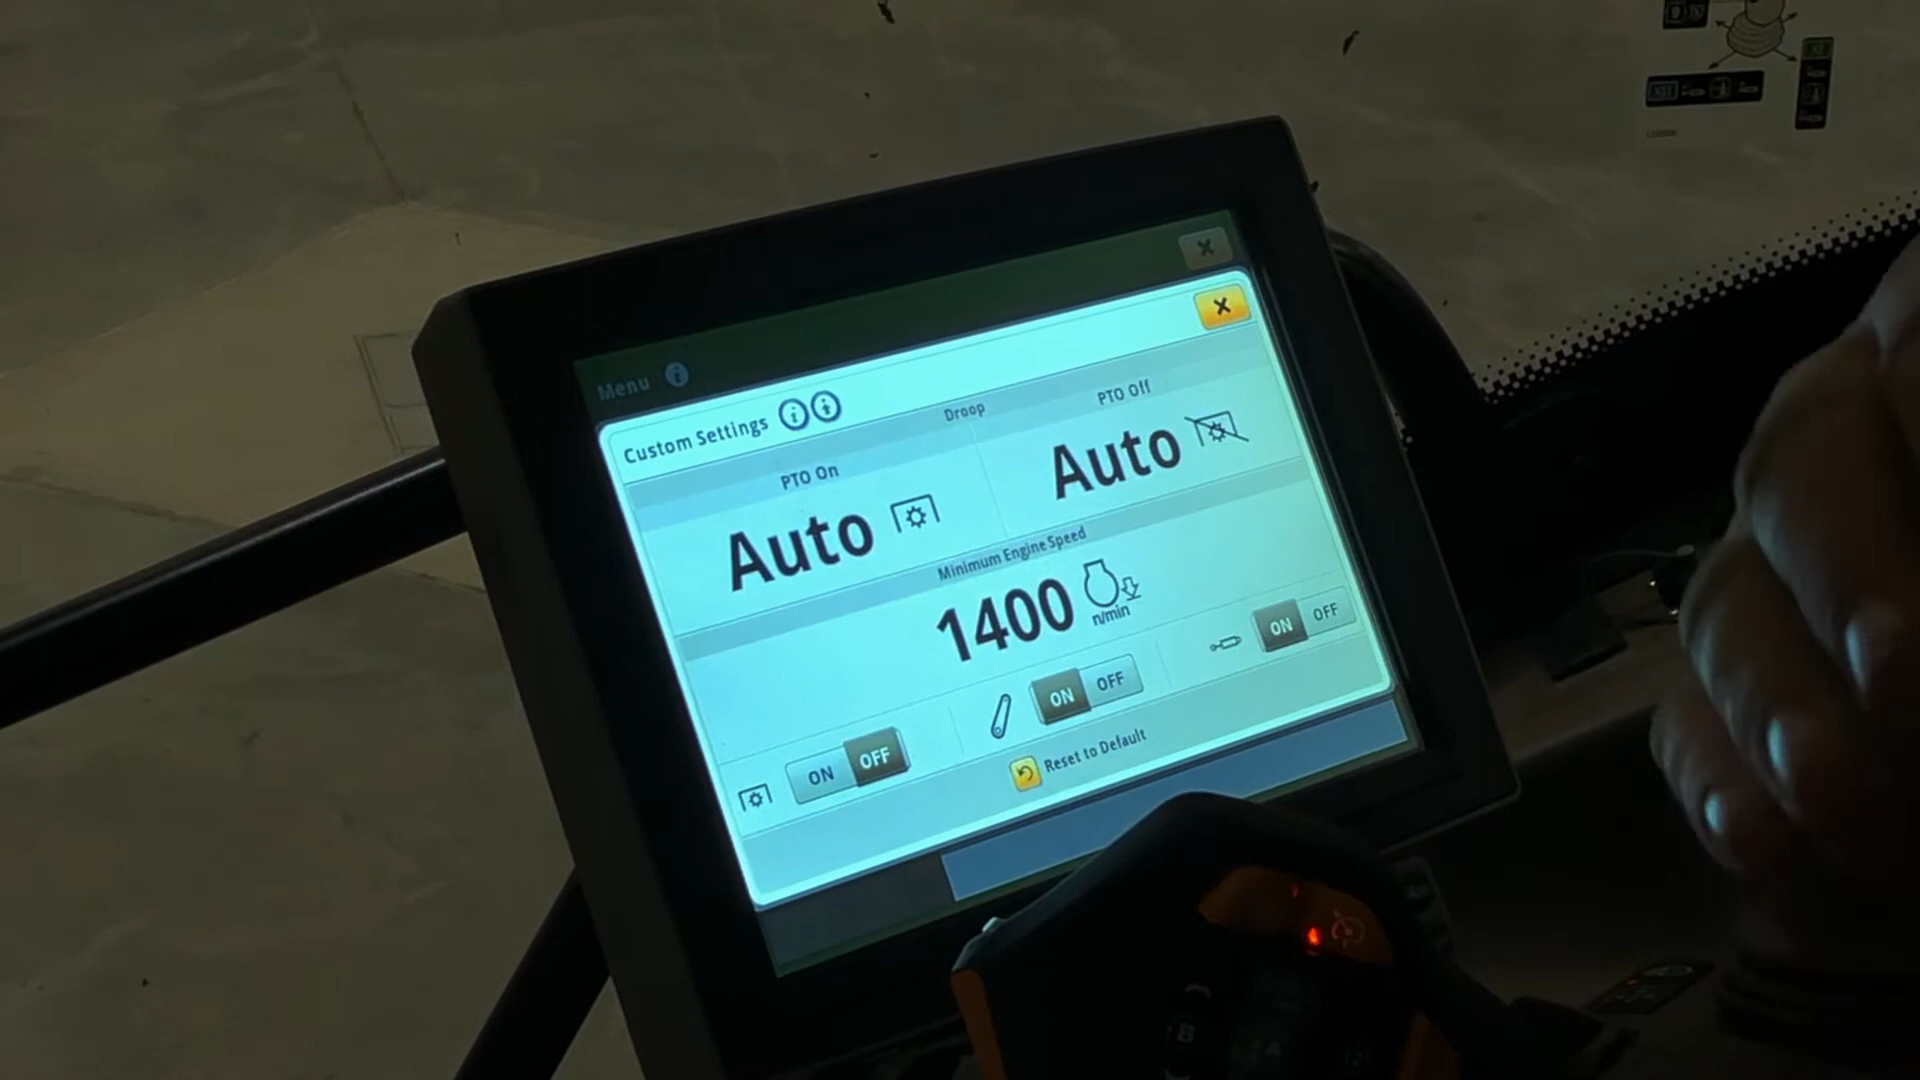 Menu
Custom Settings
Droop
PTO On
PTO Off
Auto
Auto
Minimum Engine Speed
1400
n/min
ON OFF
ON OFF
ON OFF
Reset to Default